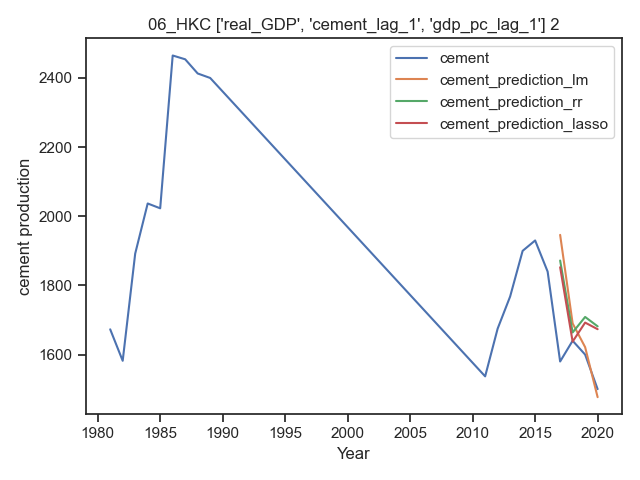 06_HKC ['real_GDP', 'cement_lag_1', 'gdp_pc_lag_1'] 2
cement
cement_prediction_lm
cement_prediction_rr
cement_prediction_lasso
cement production
2400
2200
2000
1800
1600
1980 1985 1990 1995 2000 2005 2010 2015 2020
Year